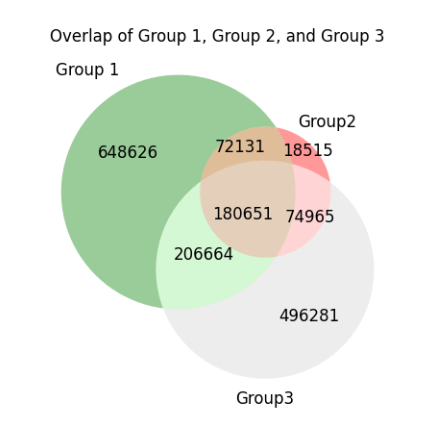 Overlap of Group 1, Group 2, and Group 3
Group 1
Group2
648626
72131
18515
180651
74965
206664
496281
Group3